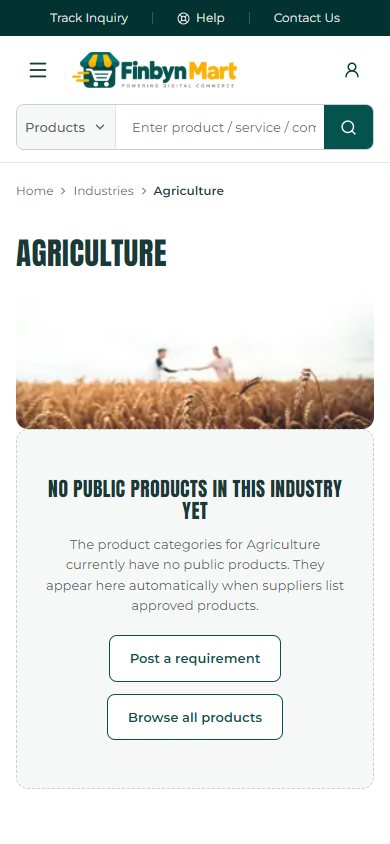 Track Inquiry
Help
Contact Us
FinbynMart
POWERING DIGITAL COMMERCE
Products
Enter product / service / com
Home > Industries > Agriculture
AGRICULTURE
NO PUBLIC PRODUCTS IN THIS INDUSTRY
YET
The product categories for Agriculture
currently have no public products. They
appear here automatically when suppliers list
approved products.
Post a requirement
Browse all products